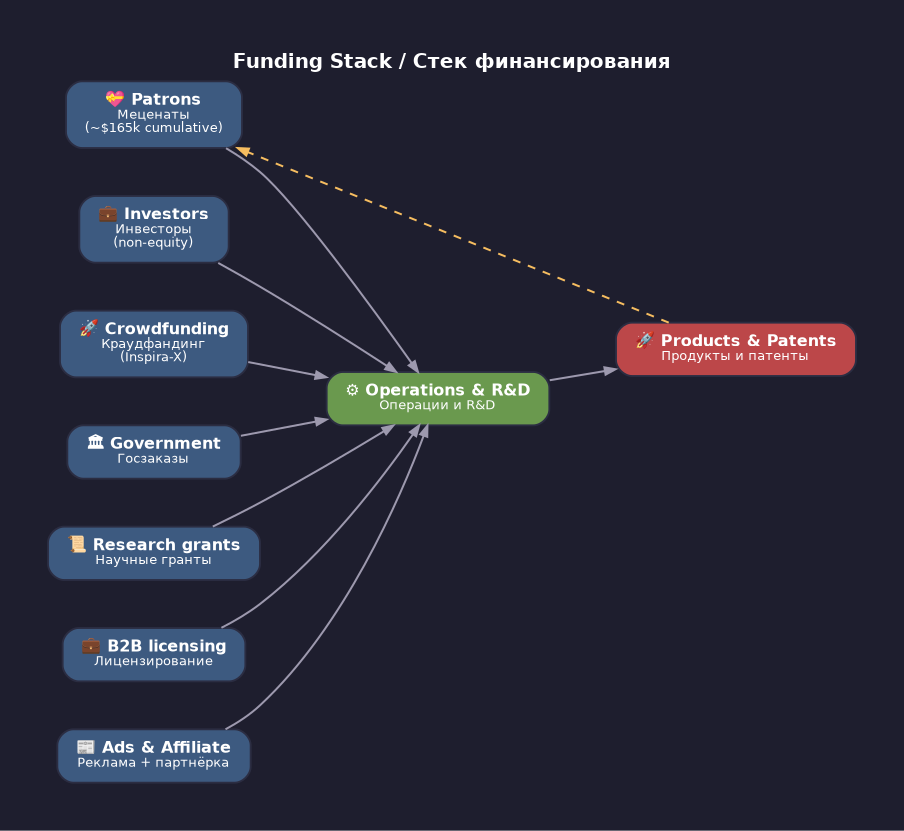 Funding Stack / Стек финансирования
💝 Patrons
Меценаты
(~$165k cumulative)
💼 Investors
Инвесторы
(non-equity)
🚀 Crowdfunding
Краудфандинг
(Inspira-X)
🏛 Government
Госзаказы
📜 Research grants
Научные гранты
💼 B2B licensing
Лицензирование
📰 Ads & Affiliate
Реклама + партнёрка
⚙ Operations & R&D
Операции и R&D
🚀 Products & Patents
Продукты и патенты